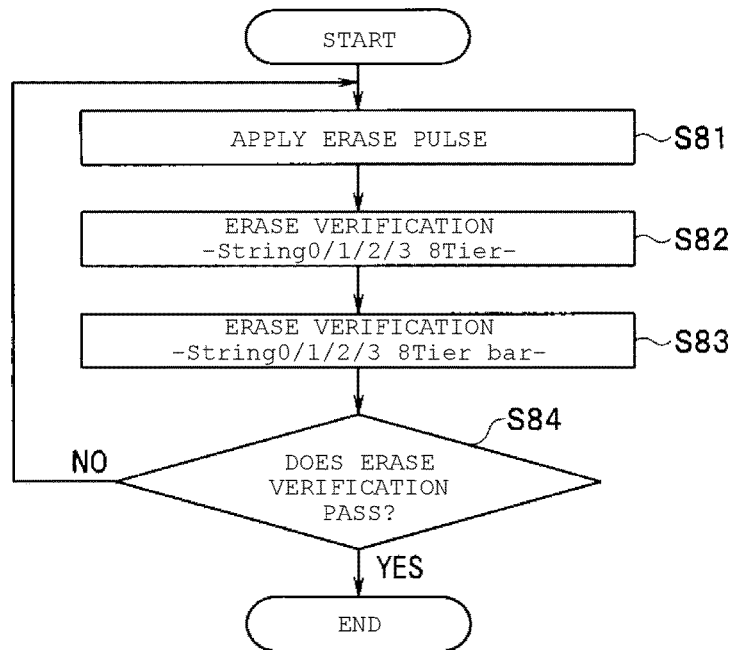 START
APPLY ERASE PULSE
S81
ERASE VERIFICATION
-String0/1/2/3 8Tier-
S82
ERASE VERIFICATION
-String0/1/2/3 8Tier bar-
S83
S84
NO
DOES ERASE
VERIFICATION
PASS?
YES
END